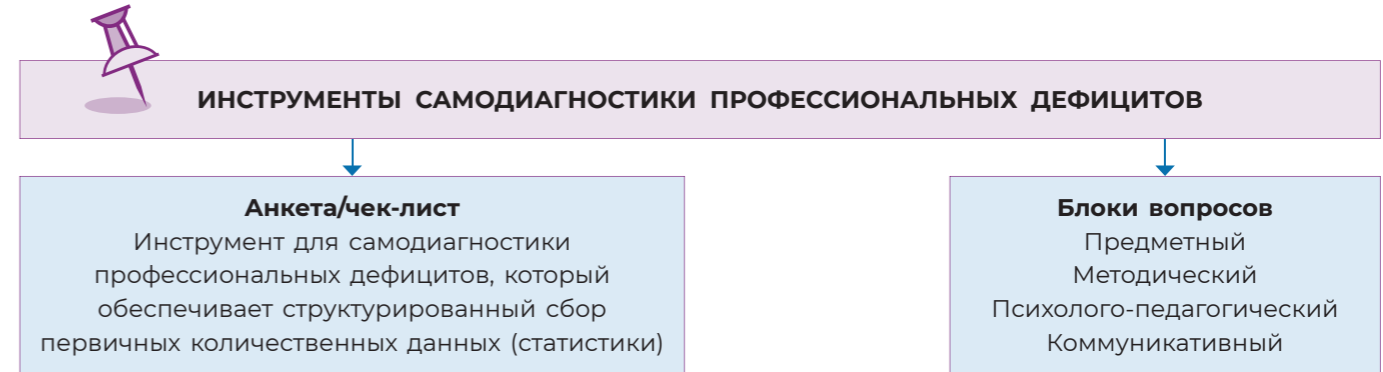 ИНСТРУМЕНТЫ САМОДИАГНОСТИКИ ПРОФЕССИОНАЛЬНЫХ ДЕФИЦИТОВ
Анкета/чек-лист
Инструмент для самодиагностики
профессиональных дефицитов, который
обеспечивает структурированный сбор
первичных количественных данных (статистики)
Блоки вопросов
Предметный
Методический
Психолого-педагогический
Коммуникативный